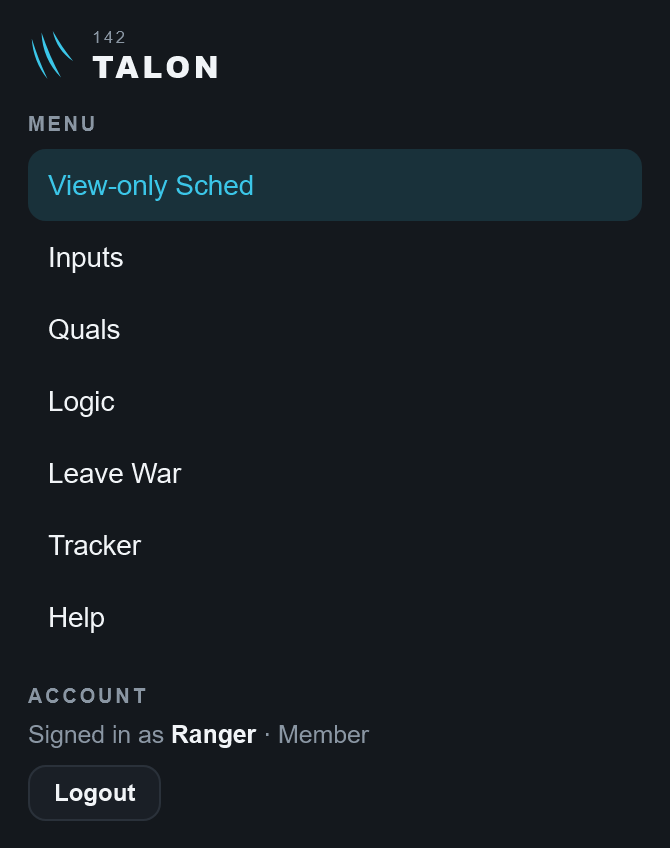 142
TALON
MENU
View-only Sched
Inputs
Quals
Logic
Leave War
Tracker
Help
ACCOUNT
Signed in as Ranger · Member
Logout